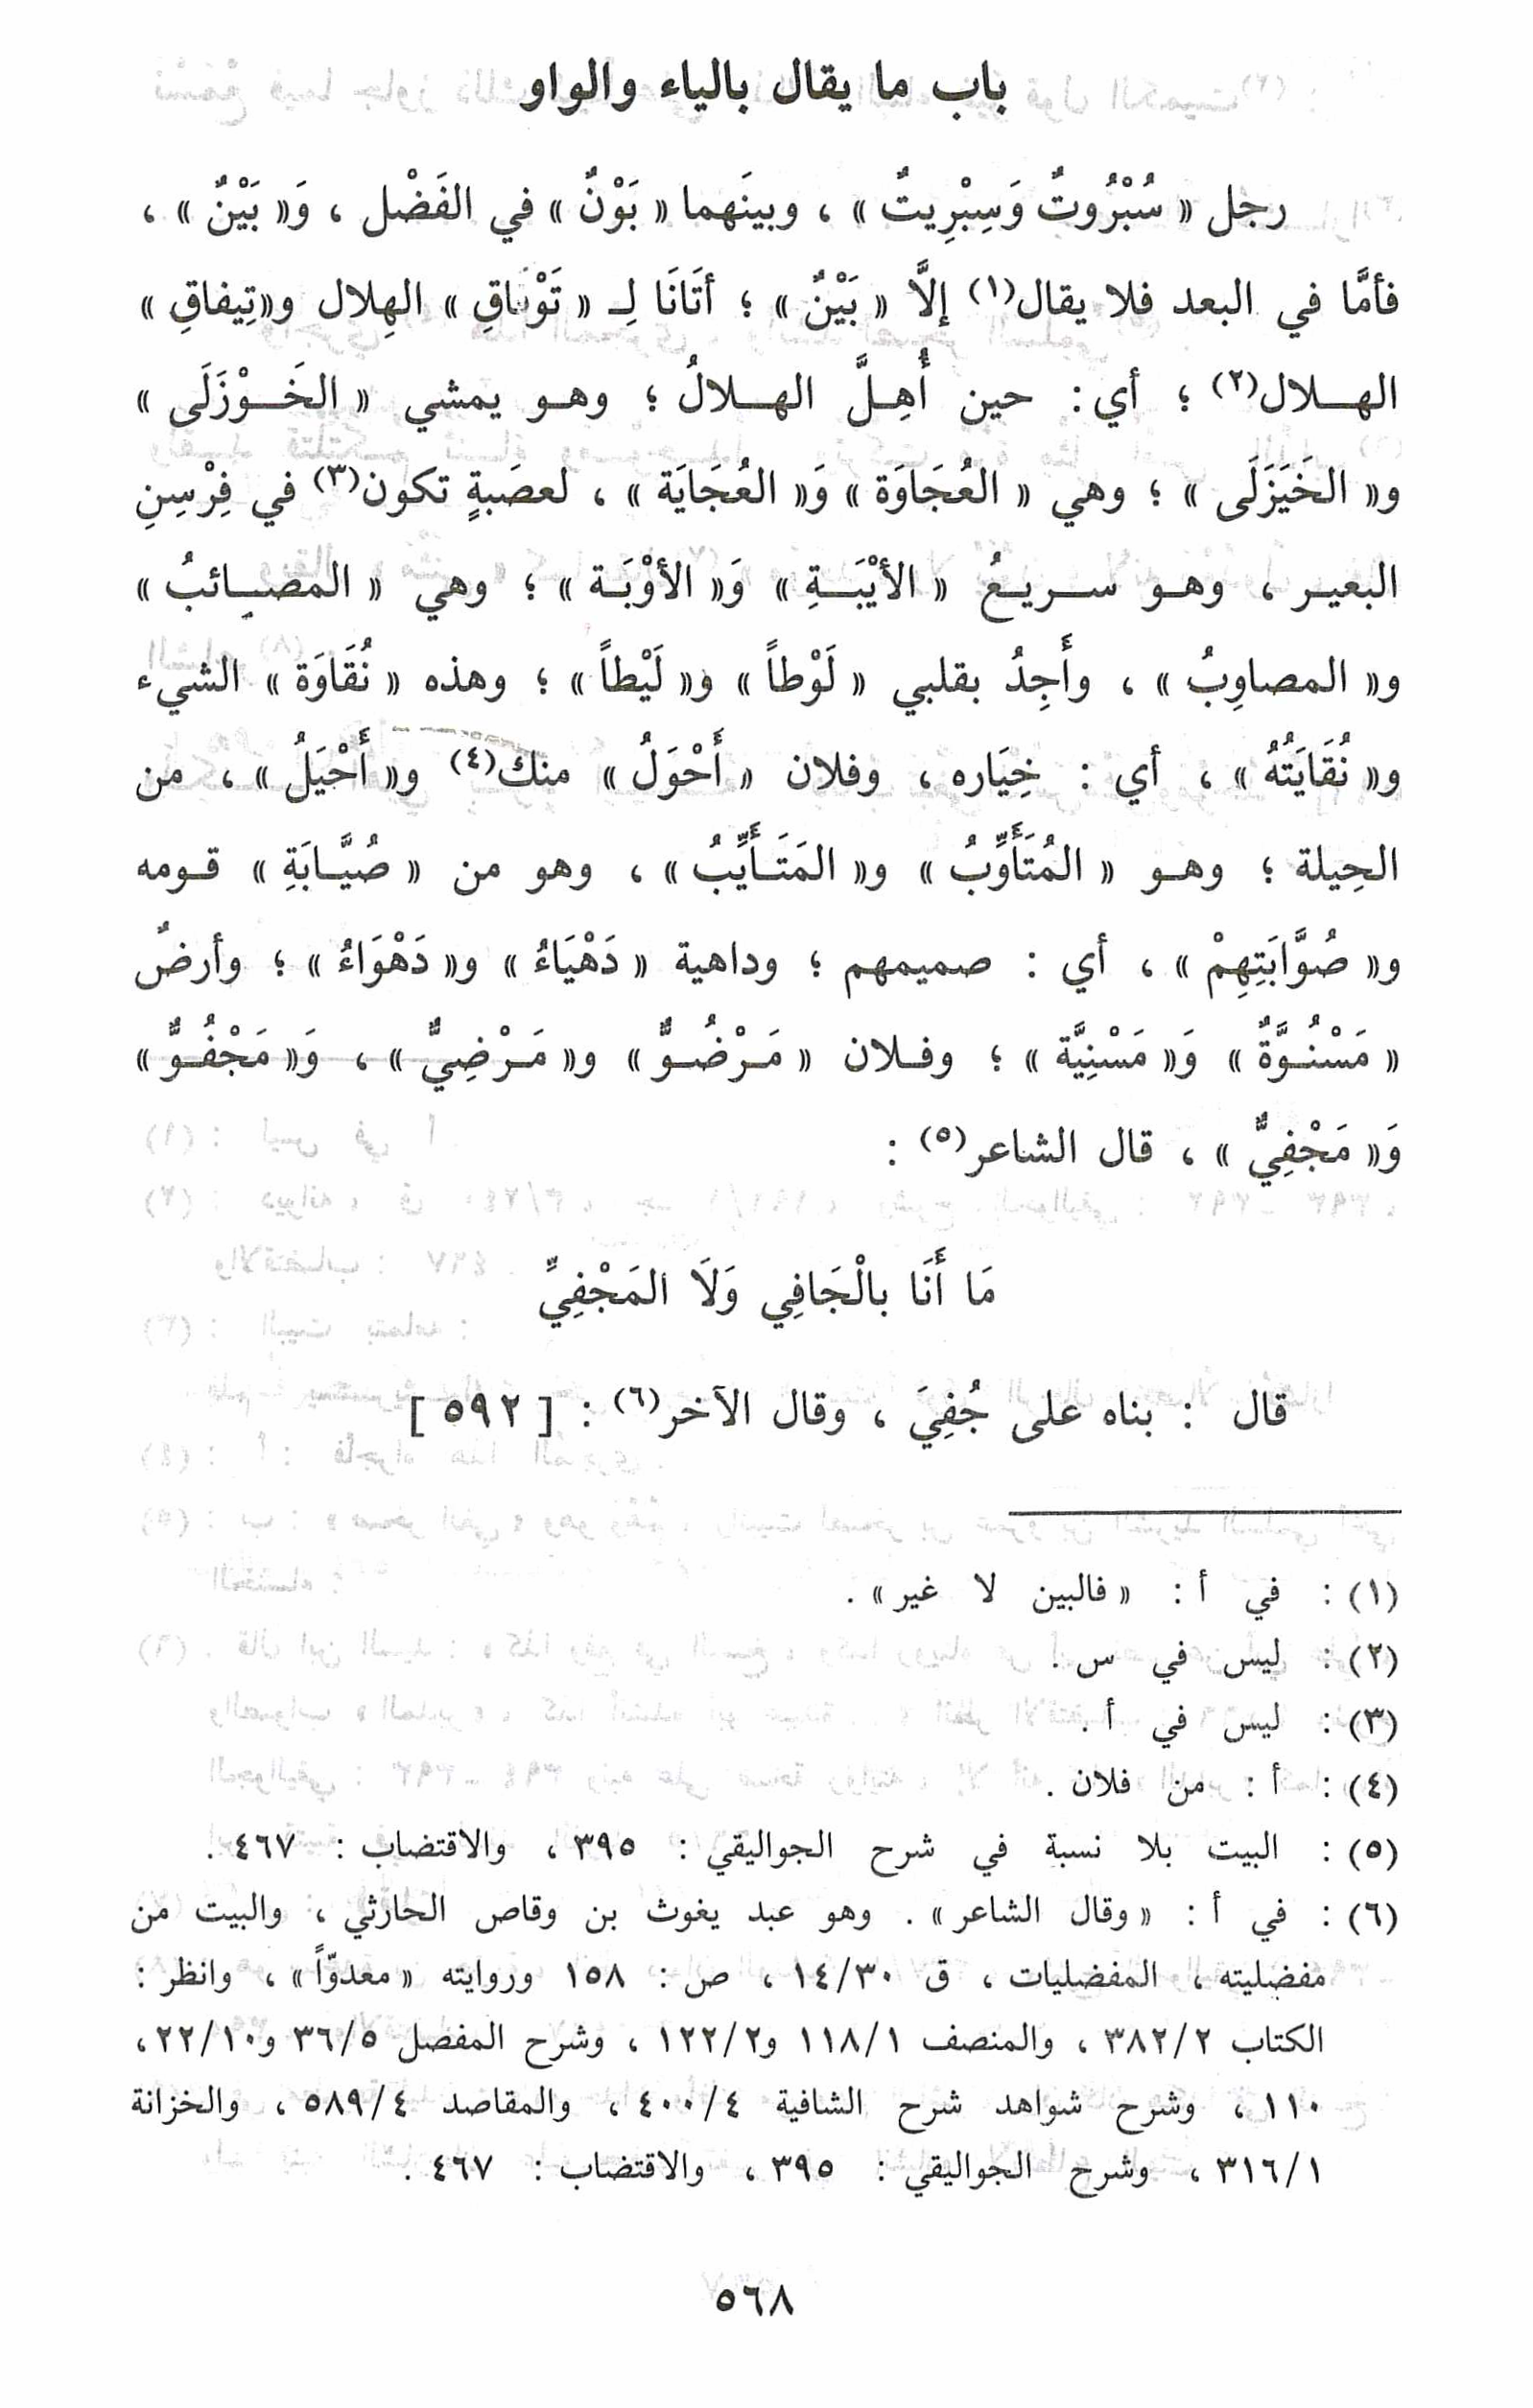 باب ما يقال بالياء والواو
رجل « سُبْرُوتٌ وَسِبْرِيتٌ » ، وبينَهما « بَوْنٌ » في الفَضْل ، وَ« بَيْنٌ » ،
فأمَّا في البعد فلا يقال(١) إلَّا « بَيْنٌ » ؛ أتَانَا لِـ « تَوْفاقِ » الهِلال و«تِيفاقِ »
الهلال(٢) ؛ أي : حين أُهِلَّ الهلالُ ؛ وهو يمشي « الخَوْزَلَى »
و« الخَيَزَلَى » ؛ وهي « العُجَاوَة » وَ« العُجَايَة » ، لعصَبةٍ تكون(٣) في فِرْسِنِ
البعير ، وهو سريعُ « الأيْبَةِ » وَ« الأوْبَة » ؛ وهي « المصائبُ »
و« المصاوِبُ » ، وأَجِدُ بقلبي « لَوْطاً » و« لَيْطاً » ؛ وهذه « نُقَاوَة » الشيء
و« نُقَايَتُهُ » ، أي : خِيَاره ، وفلان « أَحْوَلُ » منك(٤) و« أَحْيَلُ » ، من
الحِيلة ؛ وهو « المُتَأَوِّبُ » و« المَتَأَيِّبُ » ، وهو من « صُيَّابَةِ » قومه
و« صُوَّابَتِهِمْ » ، أي : صميمهم ؛ وداهية « دَهْيَاءُ » و« دَهْوَاءُ » ؛ وأرضٌ
« مَسْنُوَّةٌ » وَ« مَسْنِيَّة » ؛ وفلان « مَرْضُوٌّ » و« مَرْضِيٌّ » ، وَ« مَجْفُوٌّ »
وَ« مَجْفِيٌّ » ، قال الشاعر(٥) :
مَا أَنَا بالْجَافِي وَلَا المَجْفِيِّ
قال : بناه على جُفِيَ ، وقال الآخر(٦) : [ ٥٩٢ ]
(١) : في أ : « فالبين لا غير » .
(٢) : ليس في س .
(٣) : ليس في أ .
(٤) : أ : من فلان .
(٥) : البيت بلا نسبة في شرح الجواليقي : ٣٩٥ ، والاقتضاب : ٤٦٧ .
(٦) : في أ : « وقال الشاعر » . وهو عبد يغوث بن وقاص الحارثي ، والبيت من
مفضليته ، المفضليات ، ق ١٤/٣٠ ، ص : ١٥٨ وروايته « معدوّاً » ، وانظر :
الكتاب ٣٨٢/٢ ، والمنصف ١١٨/١ و١٢٢/٢ ، وشرح المفصل ٣٦/٥ و٢٢/١٠ ،
١١٠ ، وشرح شواهد شرح الشافية ٤٠٠/٤ ، والمقاصد ٥٨٩/٤ ، والخزانة
٣١٦/١ ، وشرح الجواليقي : ٣٩٥ ، والاقتضاب : ٤٦٧ .
٥٦٨